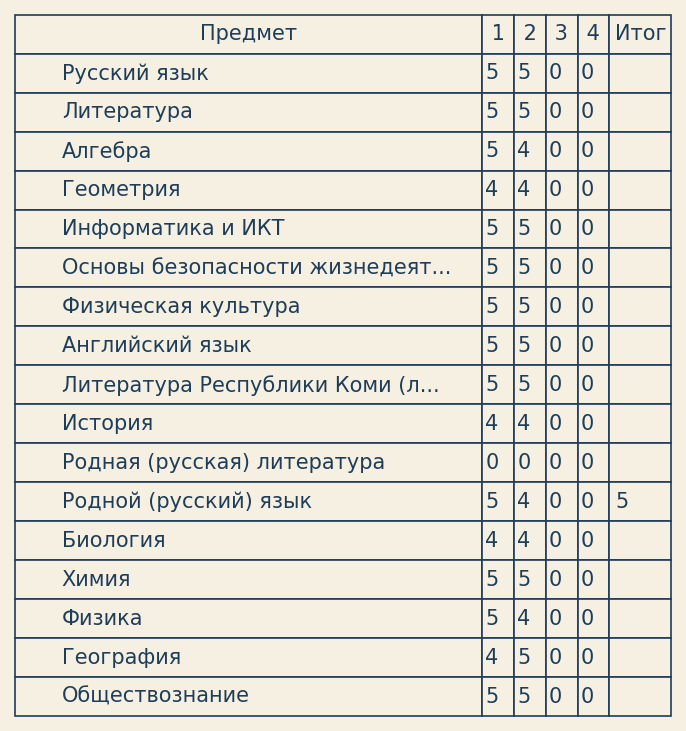 Предмет 1 2 3 4 Итог
Русский язык 5 5 0 0
Литература 5 5 0 0
Алгебра 5 4 0 0
Геометрия 4 4 0 0
Информатика и ИКТ 5 5 0 0
Основы безопасности жизнедеят... 5 5 0 0
Физическая культура 5 5 0 0
Английский язык 5 5 0 0
Литература Республики Коми (л... 5 5 0 0
История 4 4 0 0
Родная (русская) литература 0 0 0 0
Родной (русский) язык 5 4 0 0 5
Биология 4 4 0 0
Химия 5 5 0 0
Физика 5 4 0 0
География 4 5 0 0
Обществознание 5 5 0 0